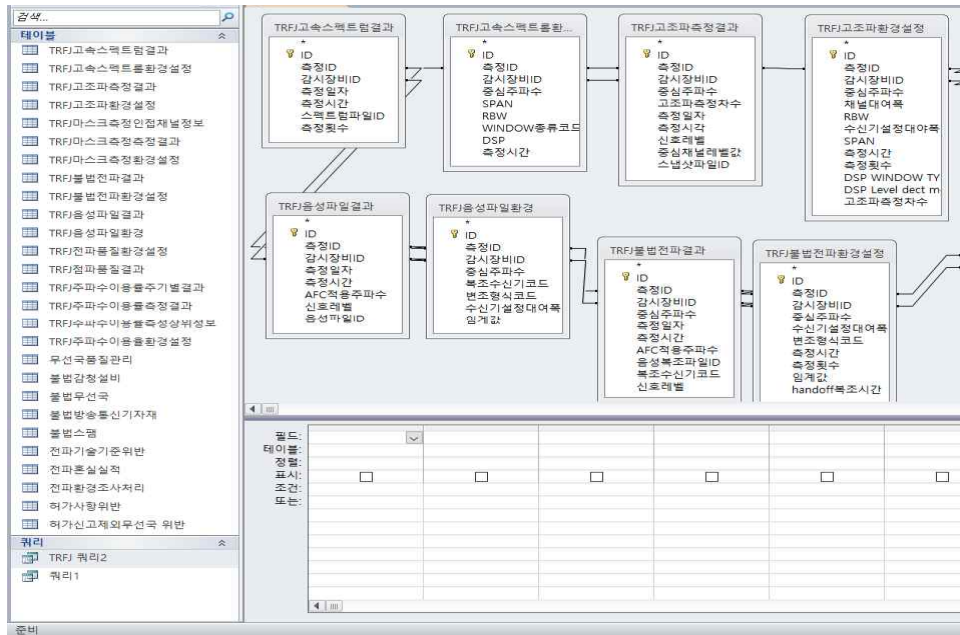 검색...
테이블
TRFJ고속스펙트럼결과
TRFJ고속스펙트롬환경설정
TRFJ고조파측정결과
TRFJ고조파환경설정
TRFJ마스크측정인접채널정보
TRFJ마스크측정측정결과
TRFJ마스크측정환경설정
TRFJ불법전파결과
TRFJ불법전파환경설정
TRFJ음성파일결과
TRFJ음성파일환경
TRFJ전파품질환경설정
TRFJ점파품질결과
TRFJ주파수이용률주기별결과
TRFJ주파수이용률측정결과
TRFJ주파수이용률측정상위정보
TRFJ주파수이용율환경설정
무선국품질관리
불법감청설비
불법무선국
불법방송통신기자재
불법스팸
전파기술기준위반
전파혼실실적
전파환경조사처리
허가사항위반
허가신고제외무선국 위반
쿼리
TRFJ 쿼리2
쿼리1
준비
TRFJ고속스펙트럼결과
*
ID
측정ID
감시장비ID
측정일자
측정시간
스펙트럼파일ID
측정횟수
TRFJ고속스펙트롬환...
*
ID
측정ID
감시장비ID
중심주파수
SPAN
RBW
WINDOW종류코드
DSP
측정시간
TRFJ고조파측정결과
*
ID
측정ID
감시장비ID
중심주파수
고조파측정차수
측정일자
측정시각
신호레벨
중심채널레벨값
스냅샷파일ID
TRFJ고조파환경설정
*
ID
측정ID
감시장비ID
중심주파수
채널대여폭
RBW
수신기설정대야폭
SPAN
측정시간
측정횟수
DSP WINDOW TY
DSP Level dect m
고조파측정차수
TRFJ음성파일결과
*
ID
측정ID
감시장비ID
측정일자
측정시간
AFC적용주파수
신호레벨
음성파일ID
TRFJ음성파일환경
*
ID
측정ID
감시장비ID
중심주파수
복조수신기코드
변조형식코드
수신기설정대여폭
임계값
TRFJ불법전파결과
*
ID
측정ID
감시장비ID
중심주파수
측정일자
측정시간
AFC적용주파수
음성복조파일ID
복조수신기코드
신호레벨
TRFJ불법전파환경설정
*
ID
측정ID
감시장비ID
중심주파수
수신기설정대여폭
변조형식코드
측정시간
측정횟수
임계값
handoff복조시간
필드:
테이블:
정렬:
표시:
조건:
또는: